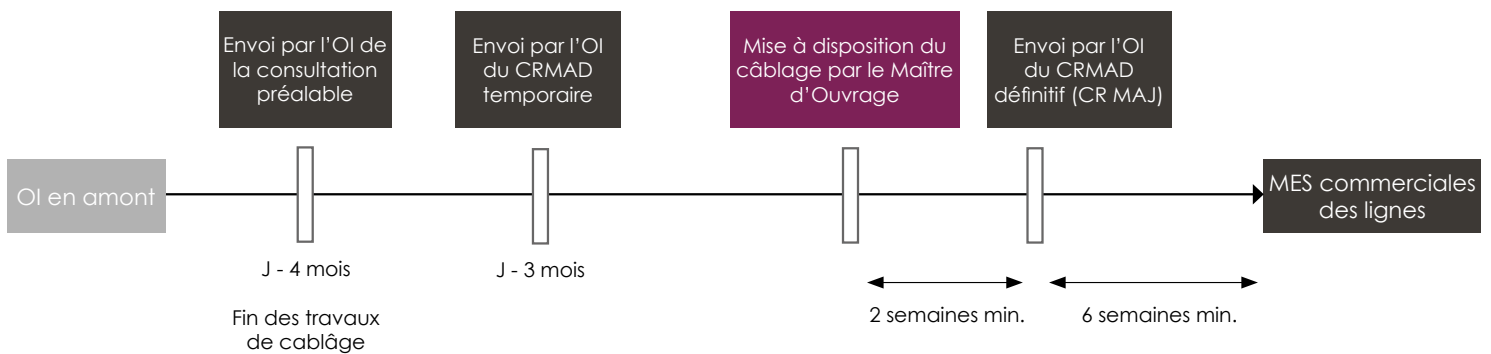 Envoi par l’OI de
la consultation
préalable
Envoi par l’OI
du CRMAD
temporaire
Mise à disposition du
câblage par le Maître
d’Ouvrage
Envoi par l’OI
du CRMAD
définitif (CR MAJ)
OI en amont
MES commerciales
des lignes
J - 4 mois
J - 3 mois
2 semaines min.
6 semaines min.
Fin des travaux
de cablâge